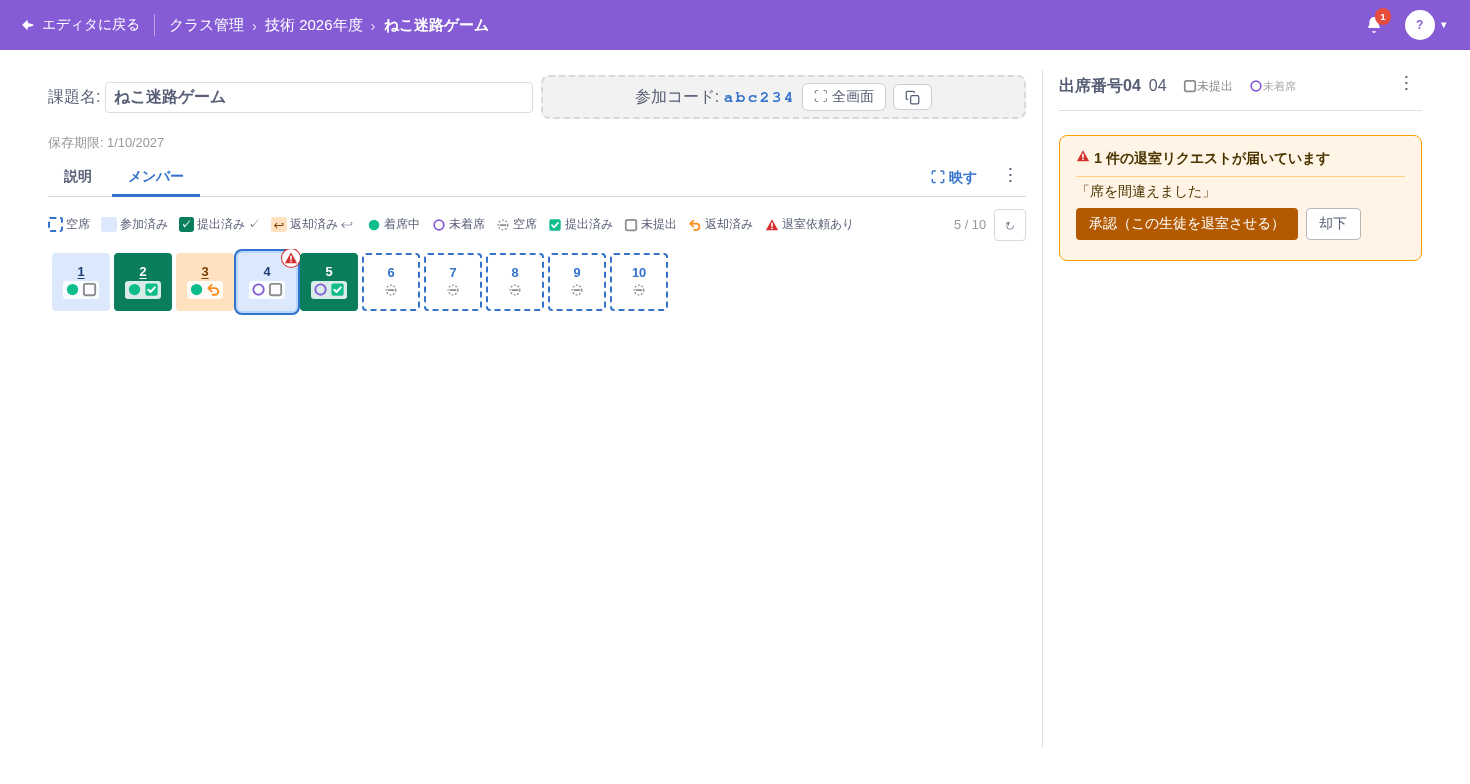 エディタに戻る クラス管理 › 技術 2026年度 › ねこ迷路ゲーム 1 ? ▼
課題名: ねこ迷路ゲーム 参加コード: abc234 全画面
保存期限: 1/10/2027
説明 メンバー 映す
空席 参加済み 提出済み ✓ 返却済み ↩ 着席中 未着席 空席 提出済み 未提出 返却済み 退室依頼あり 5 / 10
1 2 3 4 5 6 7 8 9 10
出席番号04 04 未提出 未着席
1 件の退室リクエストが届いています
「席を間違えました」
承認（この生徒を退室させる） 却下